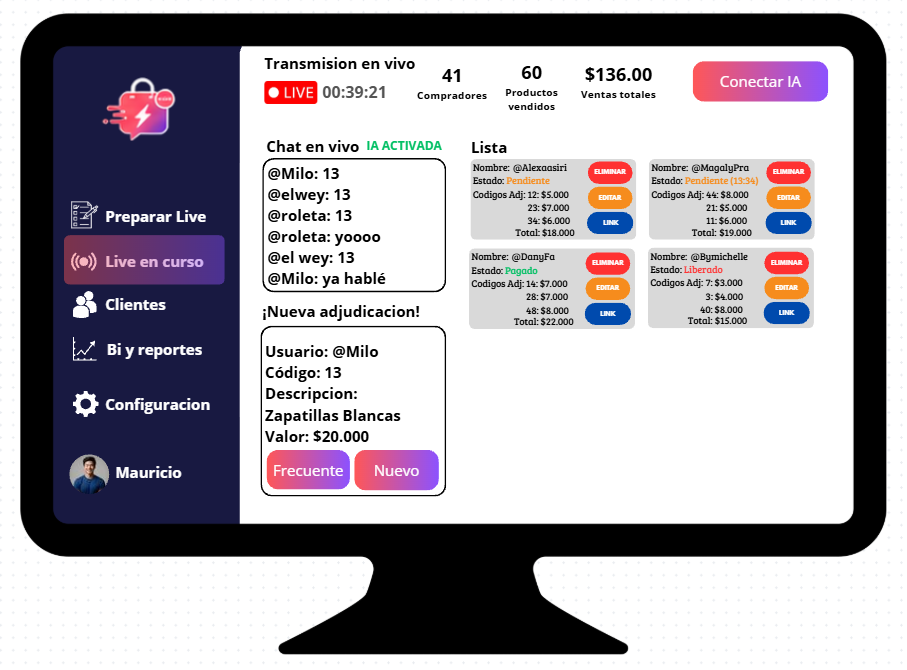 Transmision en vivo
LIVE 00:39:21
41
Compradores
60
Productos
vendidos
$136.00
Ventas totales
Conectar IA
Preparar Live
Live en curso
Clientes
Bi y reportes
Configuracion
Mauricio
Chat en vivo IA ACTIVADA
@Milo: 13
@elwey: 13
@roleta: 13
@roleta: yoooo
@el wey: 13
@Milo: ya hablé
¡Nueva adjudicacion!
Usuario: @Milo
Código: 13
Descripcion:
Zapatillas Blancas
Valor: $20.000
Frecuente Nuevo
Lista
Nombre: @Alexaasiri
Estado: Pendiente
Codigos Adj: 12: $5.000
23: $7.000
34: $6.000
Total: $18.000
ELIMINAR
EDITAR
LINK
Nombre: @MagalyPra
Estado: Pendiente (13:34)
Codigos Adj: 44: $8.000
21: $5.000
11: $6.000
Total: $19.000
ELIMINAR
EDITAR
LINK
Nombre: @DanyFa
Estado: Pagado
Codigos Adj: 14: $7.000
28: $7.000
48: $8.000
Total: $22.000
ELIMINAR
EDITAR
LINK
Nombre: @Bymichelle
Estado: Liberado
Codigos Adj: 7: $3.000
3: $4.000
40: $8.000
Total: $15.000
ELIMINAR
EDITAR
LINK